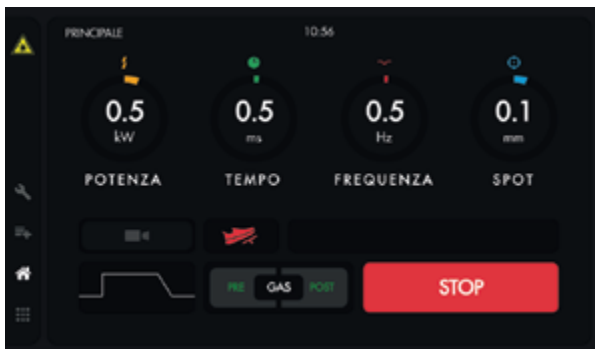 PRINCIPALE 10:56
0.5 0.5 0.5 0.1
kW ms Hz mm
POTENZA TEMPO FREQUENZA SPOT
PRE GAS POST STOP